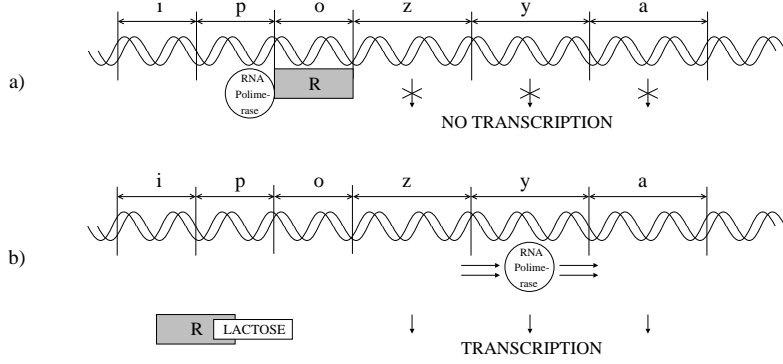 i p o z y a
a)
RNA
Polime-
rase
R
NO TRANSCRIPTION
i p o z y a
b)
RNA
Polime-
rase
R LACTOSE
TRANSCRIPTION